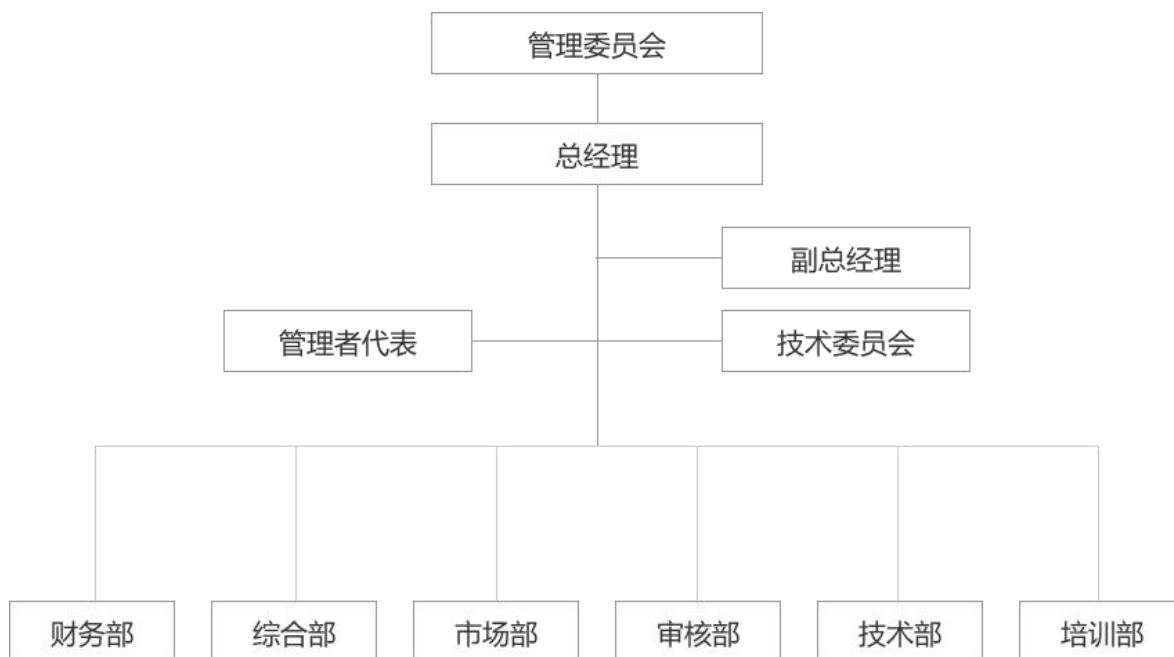 管理委员会
总经理
副总经理
管理者代表
技术委员会
财务部
综合部
市场部
审核部
技术部
培训部